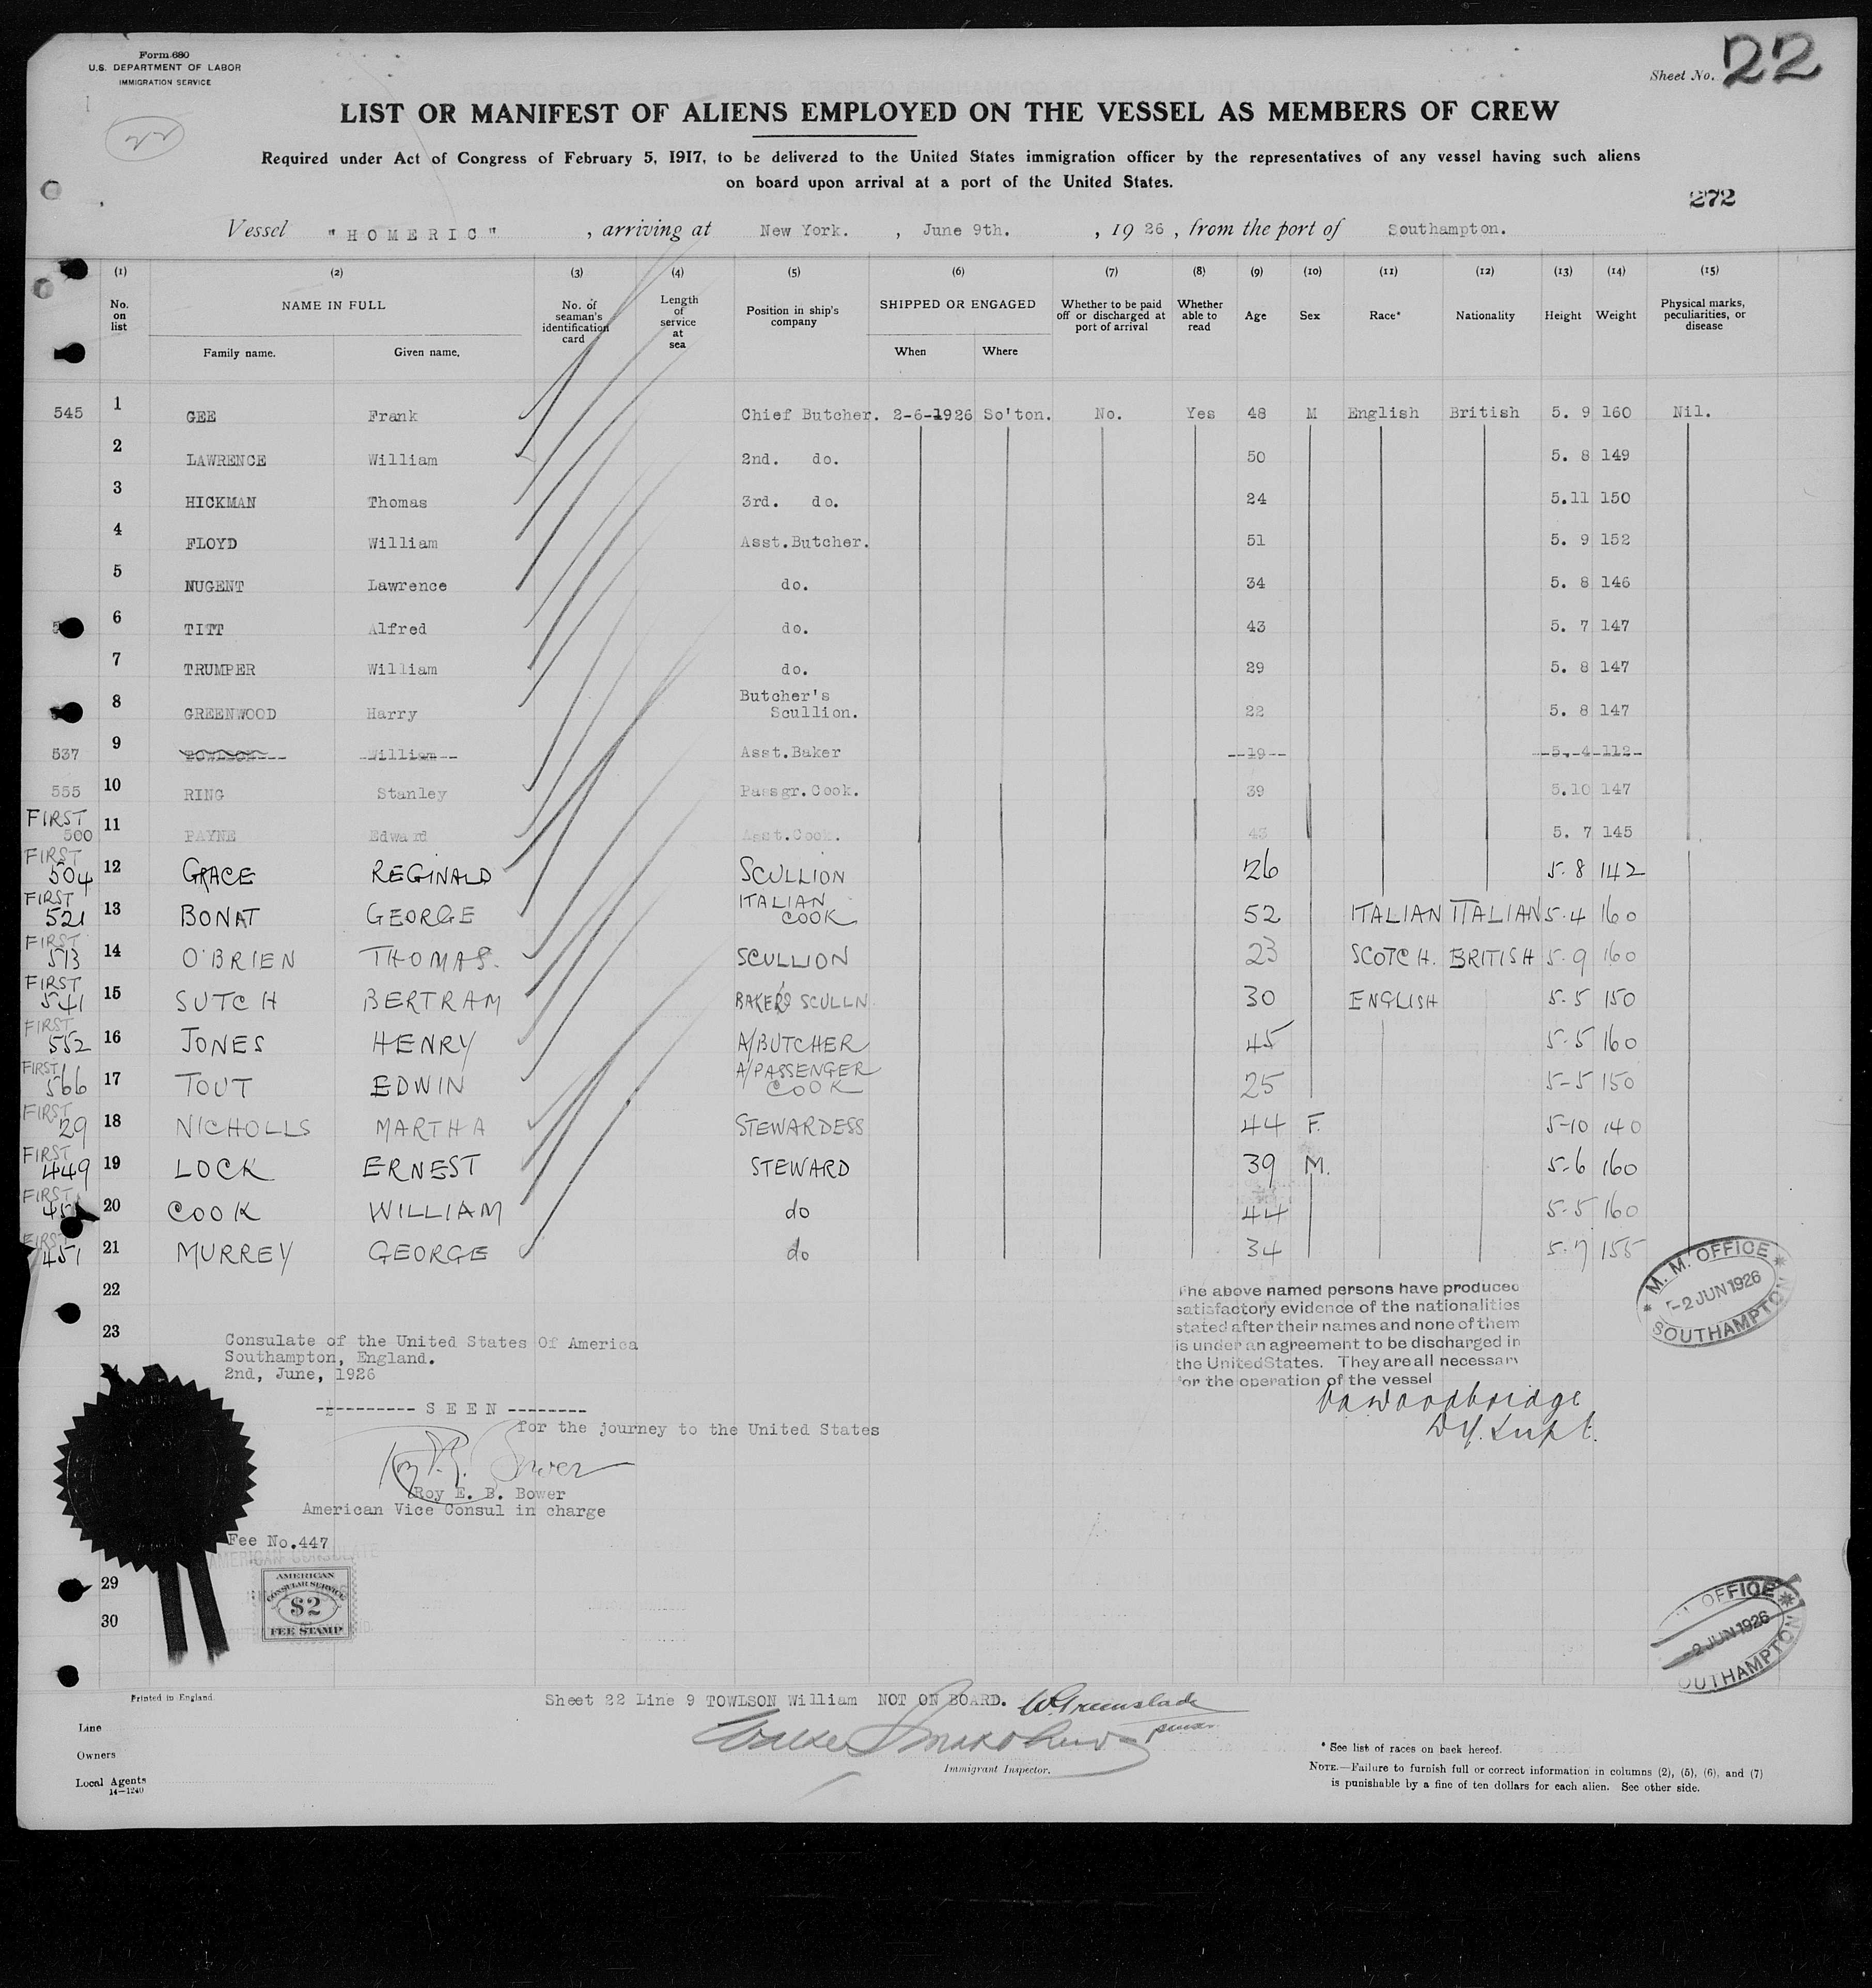 Form 680
U.S. DEPARTMENT OF LABOR
IMMIGRATION SERVICE
Sheet No. 22
22
LIST OR MANIFEST OF ALIENS EMPLOYED ON THE VESSEL AS MEMBERS OF CREW
Required under Act of Congress of February 5, 1917, to be delivered to the United States immigration officer by the representatives of any vessel having such aliens
on board upon arrival at a port of the United States.
272
Vessel "HOMERIC" , arriving at New York. , June 9th. , 1926 , from the port of Southampton.
(1) (2) (3) (4) (5) (6) (7) (8) (9) (10) (11) (12) (13) (14) (15)
No. on list NAME IN FULL Family name. Given name. No. of seaman's identification card Length of service at sea Position in ship's company SHIPPED OR ENGAGED When Where Whether to be paid off or discharged at port of arrival Whether able to read Age Sex Race* Nationality Height Weight Physical marks, peculiarities, or disease
545 1 GEE Frank Chief Butcher. 2-6-1926 So'ton. No. Yes 48 M English British 5. 9 160 Nil.
2 LAWRENCE William 2nd. do. 50 5. 8 149
3 HICKMAN Thomas 3rd. do. 24 5.11 150
4 FLOYD William Asst.Butcher. 51 5. 9 152
5 NUGENT Lawrence do. 34 5. 8 146
6 TITT Alfred do. 43 5. 7 147
7 TRUMPER William do. 29 5. 8 147
8 GREENWOOD Harry Butcher's Scullion. 22 5. 8 147
537 9 TOWLSON William Asst.Baker 19 5. 4 112
555 10 RING Stanley Passgr.Cook. 39 5.10 147
FIRST 500 11 PAYNE Edward Asst.Cook. 43 5. 7 145
FIRST 504 12 GRACE REGINALD SCULLION 26 5.8 142
FIRST 521 13 BONAT GEORGE ITALIAN COOK 52 ITALIAN ITALIAN 5.4 160
FIRST 513 14 O'BRIEN THOMAS. SCULLION 23 SCOTCH. BRITISH 5.9 160
FIRST 541 15 SUTCH BERTRAM BAKER'S SCULLN 30 ENGLISH 5-5 150
FIRST 552 16 JONES HENRY A/BUTCHER 45 5-5 160
FIRST 566 17 TOUT EDWIN A/PASSENGER COOK 25 5-5 150
FIRST 29 18 NICHOLLS MARTHA STEWARDESS 44 F. 5-10 140
FIRST 449 19 LOCK ERNEST STEWARD 39 M. 5-6 160
FIRST 20 COOK WILLIAM do 44 5-5 160
FIRST 451 21 MURREY GEORGE do 34 5.7 155
22
23
The above named persons have produced
satisfactory evidence of the nationalities
stated after their names and none of them
is under an agreement to be discharged in
the United States. They are all necessary
for the operation of the vessel
Woodbridge
Dy. Supt.
M. M. OFFICE
-2 JUN 1926
SOUTHAMPTON
Consulate of the United States Of America
Southampton, England.
2nd, June, 1926
---------- S E E N --------
for the journey to the United States
Roy E. B. Bower
American Vice Consul in charge
Fee No.447
AMERICAN CONSULATE
AMERICAN
CONSULAR SERVICE
$2
FEE STAMP
29
30
OFFICE
-2 JUN 1926
OUTHAMPTON
Printed in England
Sheet 22 Line 9 TOWLSON William NOT ON BOARD. W. Greenslade
purser
Immigrant Inspector.
Line
Owners
Local Agents
14—1240
* See list of races on back hereof.
NOTE.—Failure to furnish full or correct information in columns (2), (5), (6), and (7)
is punishable by a fine of ten dollars for each alien. See other side.